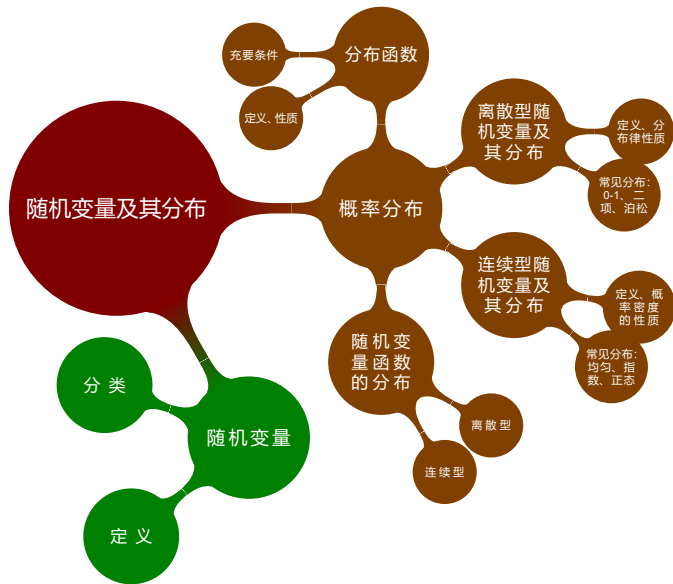 随机变量及其分布
概率分布
分布函数
充要条件
定义、性质
离散型随
机变量及
其分布
定义、分
布律性质
常见分布:
0-1、二
项、泊松
连续型随
机变量及
其分布
定义、概
率密度
的性质
常见分布:
均匀、指
数、正态
随机变
量函数
的分布
离散型
连续型
随机变量
分类
定义